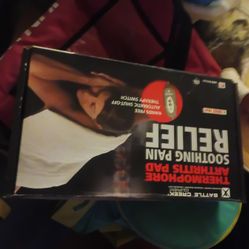 BATTLE CREEK
THERMOPHORE
ARTHRITIS PAD
SOOTHING PAIN
RELIEF
HANDS FREE
AUTOMATIC SHUT-OFF
THERAPY SWITCH